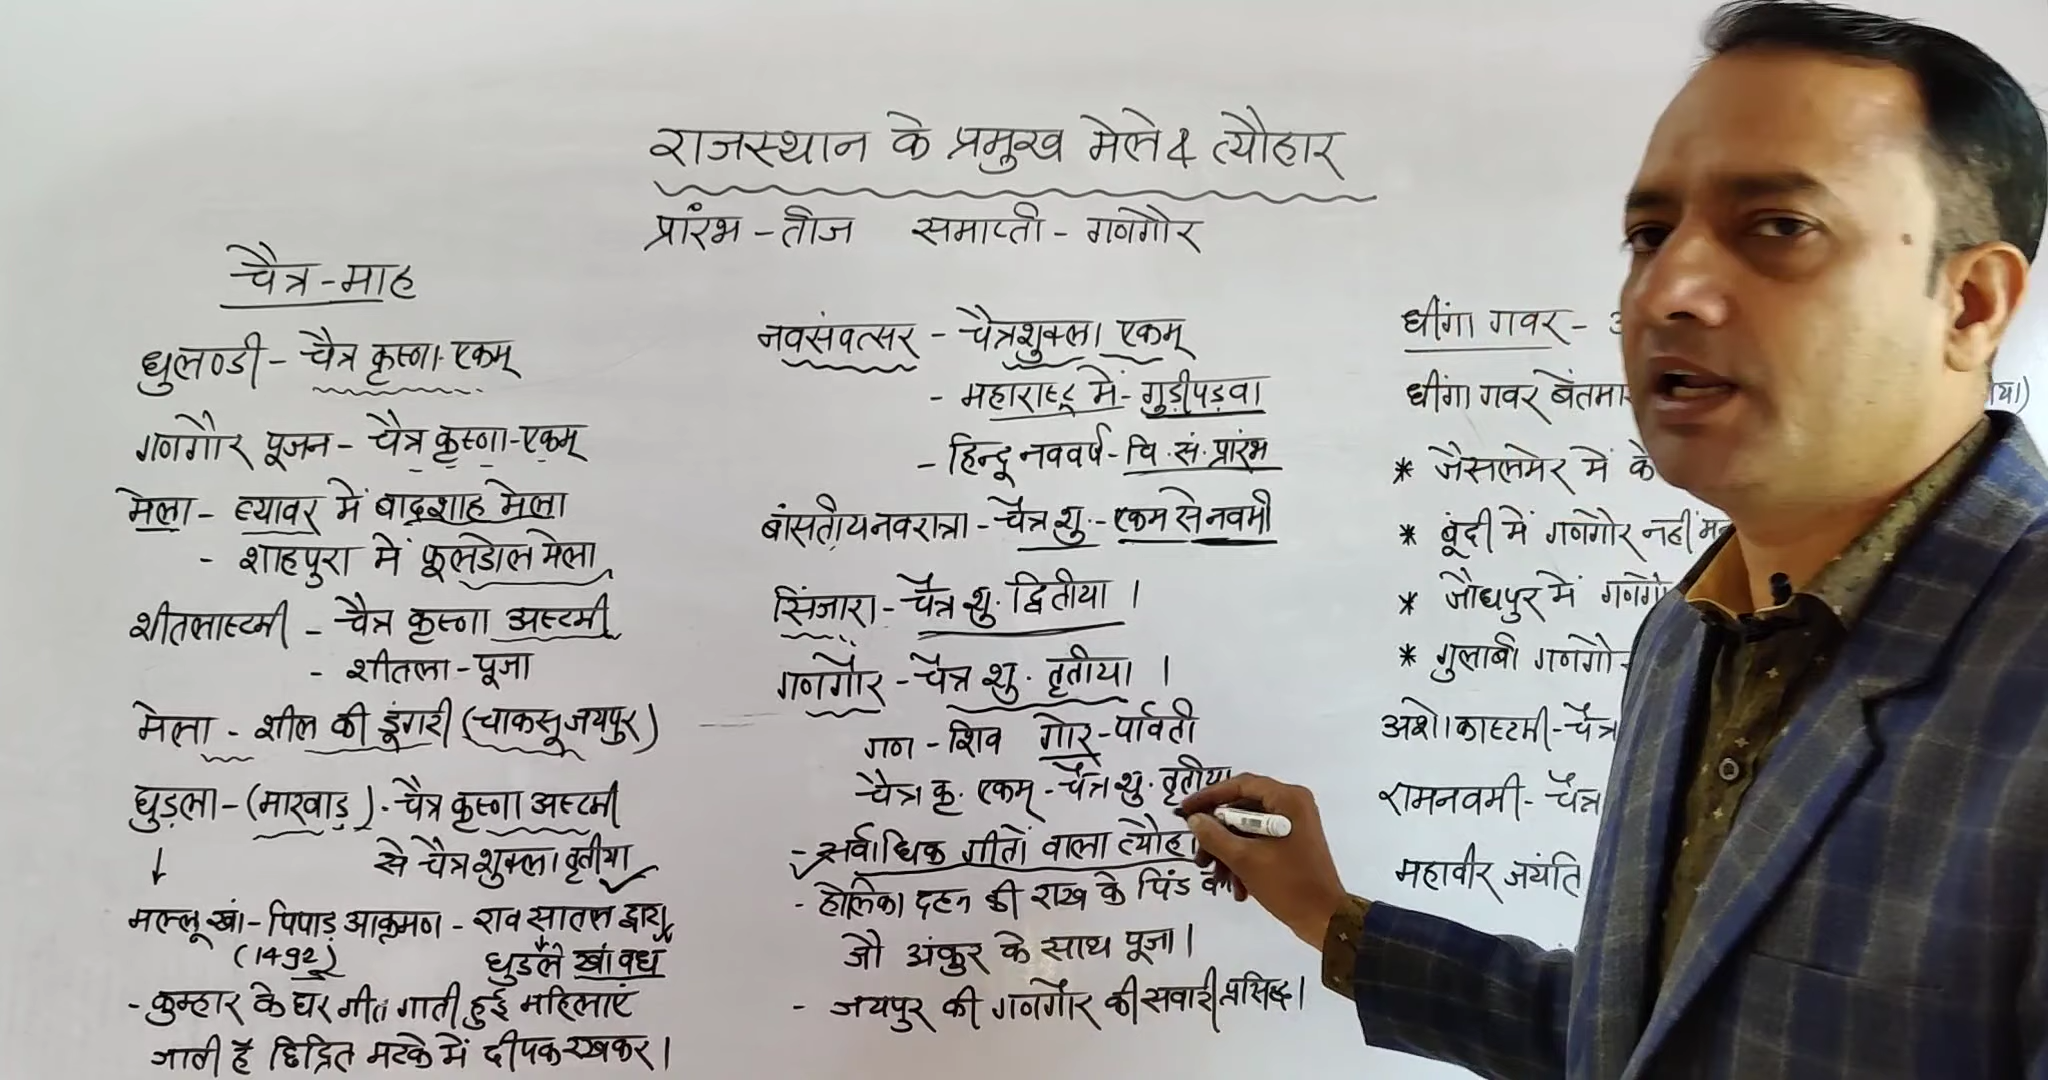 राजस्थान के प्रमुख मेले & त्यौहार
प्रारंभ - तीज समाप्ती - गणगौर
चैत्र - माह
धुलण्डी - चैत्र कृष्णा-एकम्
गणगौर पूजन - चैत्र कृष्णा-एकम्
मेला - ब्यावर में बादशाह मेला
- शाहपुरा में फूलडोल मेला
शीतलाष्टमी - चैत्र कृष्णा अष्टमी
- शीतला - पूजा
मेला - शील की डूंगरी (चाकसू जयपुर)
घुड़ला - (मारवाड़) - चैत्र कृष्णा अष्टमी
से चैत्र शुक्ला तृतीया
मल्लू खां - पिपाड़ आक्रमण - राव सातल द्वारा
(1492) घुडले खां वध
- कुम्हार के घर गीत गाती हुई महिलाएं
जाती है छिद्रित मटके में दीपक रखकर।
नवसंवत्सर - चैत्र शुक्ला एकम्
- महाराष्ट्र में - गुड़ीपड़वा
- हिन्दू नववर्ष - वि. सं. प्रारंभ
बांसतीय नवरात्रा - चैत्र शु. - एकम से नवमी
सिंजारा - चैत्र शु. द्वितीया।
गणगौर - चैत्र शु. तृतीया।
गण - शिव गोर - पार्वती
चैत्र कृ. एकम् - चैत्र शु. तृतीया
- सर्वाधिक गीतों वाला
- होलिका दहन की राख के पिंड
जौ अंकुर के साथ पूजा।
- जयपुर की गणगौर की सवारी प्रसिद्ध।
धींगा गवर -
धींगा गवर
* जैसलमेर में
* बूंदी में गणगौर नहीं
* जौधपुर में
* गुलाबी
अशोकाष्टमी - चैत्र
रामनवमी - चैत्र
महावीर जयंति